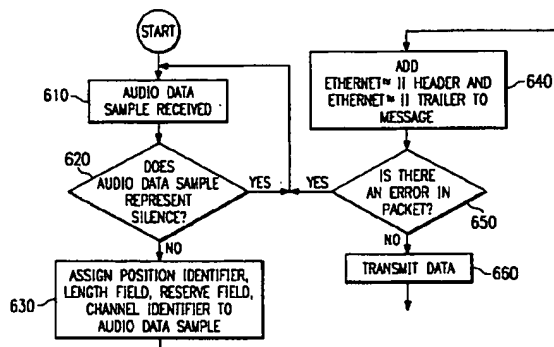 START
610
AUDIO DATA
SAMPLE RECEIVED
620
DOES
AUDIO DATA SAMPLE
REPRESENT
SILENCE?
YES
NO
630
ASSIGN POSITION IDENTIFIER,
LENGTH FIELD, RESERVE FIELD,
CHANNEL IDENTIFIER TO
AUDIO DATA SAMPLE
ADD
ETHERNET≈ II HEADER AND
ETHERNET≈ II TRAILER TO
MESSAGE
640
IS THERE
AN ERROR IN
PACKET?
YES
650
NO
TRANSMIT DATA
660